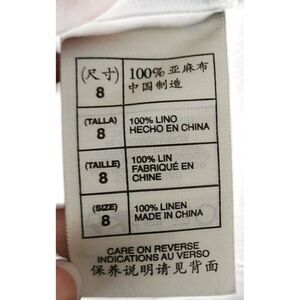 (尺寸)
8
100% 亚麻布
中国制造
(TALLA)
8
100% LINO
HECHO EN CHINA
(TAILLE)
8
100% LIN
FABRIQUÉ EN
CHINE
(SIZE)
8
100% LINEN
MADE IN CHINA
CARE ON REVERSE
INDICATIONS AU VERSO
保养说明请见背面